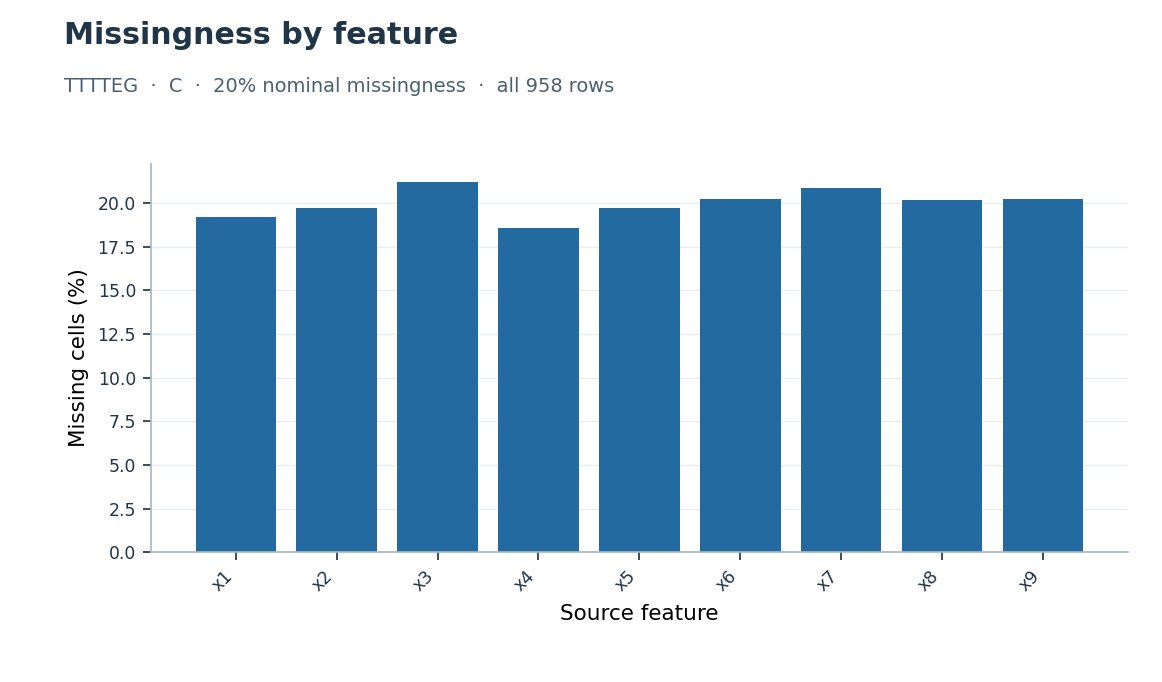 Missingness by feature
TTTTEG · C · 20% nominal missingness · all 958 rows
Missing cells (%)
20.0
17.5
15.0
12.5
10.0
7.5
5.0
2.5
0.0
x1 x2 x3 x4 x5 x6 x7 x8 x9
Source feature